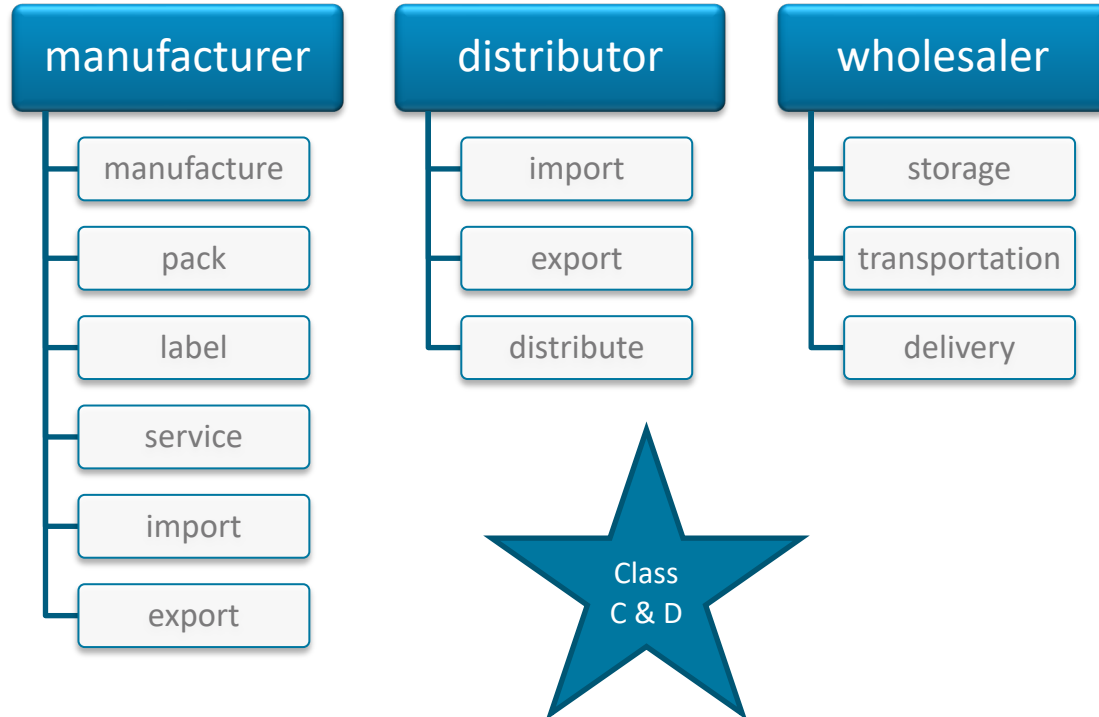 manufacturer
manufacture
pack
label
service
import
export
distributor
import
export
distribute
wholesaler
storage
transportation
delivery
Class
C & D